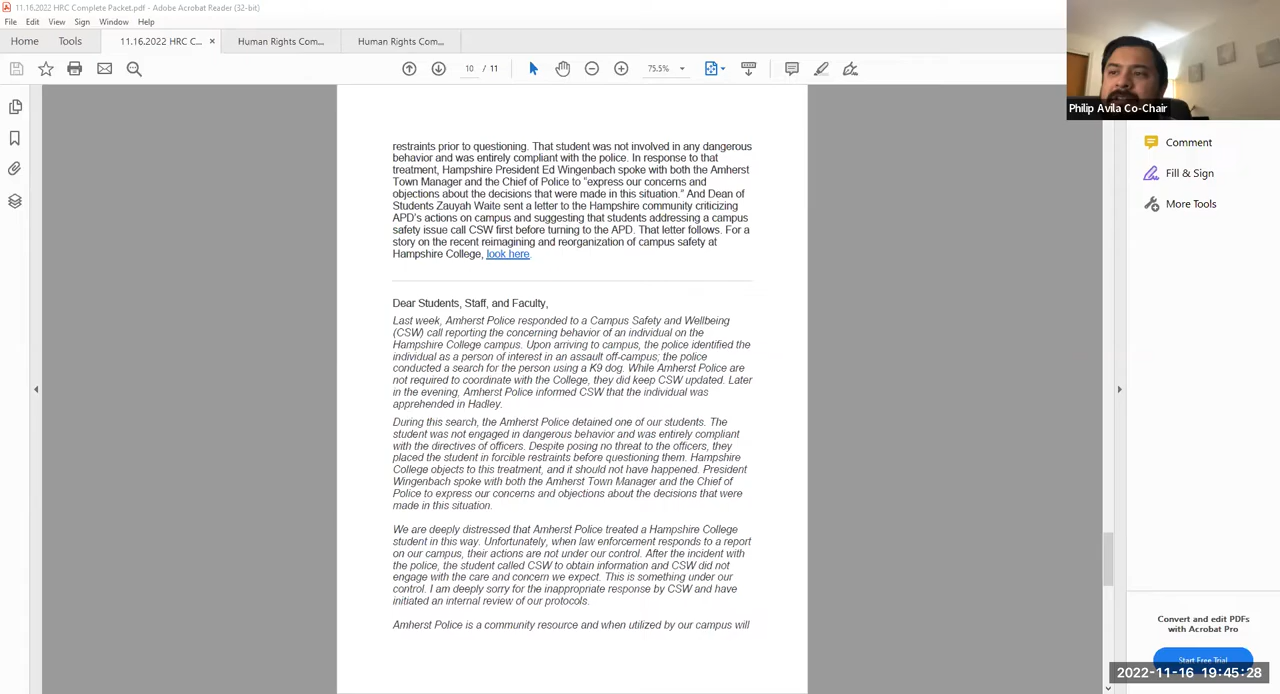 11.16.2022 HRC Complete Packet.pdf - Adobe Acrobat Reader (32-bit)
File Edit View Sign Window Help
Home Tools 11.16.2022 HRC C... × Human Rights Com... Human Rights Com...
10 / 11 75.5%
Philip Avila Co-Chair
Comment
Fill & Sign
More Tools
restraints prior to questioning. That student was not involved in any dangerous
behavior and was entirely compliant with the police. In response to that
treatment, Hampshire President Ed Wingenbach spoke with both the Amherst
Town Manager and the Chief of Police to “express our concerns and
objections about the decisions that were made in this situation.” And Dean of
Students Zauyah Waite sent a letter to the Hampshire community criticizing
APD’s actions on campus and suggesting that students addressing a campus
safety issue call CSW first before turning to the APD. That letter follows. For a
story on the recent reimagining and reorganization of campus safety at
Hampshire College, look here.
Dear Students, Staff, and Faculty,
Last week, Amherst Police responded to a Campus Safety and Wellbeing
(CSW) call reporting the concerning behavior of an individual on the
Hampshire College campus. Upon arriving to campus, the police identified the
individual as a person of interest in an assault off-campus; the police
conducted a search for the person using a K9 dog. While Amherst Police are
not required to coordinate with the College, they did keep CSW updated. Later
in the evening, Amherst Police informed CSW that the individual was
apprehended in Hadley.
During this search, the Amherst Police detained one of our students. The
student was not engaged in dangerous behavior and was entirely compliant
with the directives of officers. Despite posing no threat to the officers, they
placed the student in forcible restraints before questioning them. Hampshire
College objects to this treatment, and it should not have happened. President
Wingenbach spoke with both the Amherst Town Manager and the Chief of
Police to express our concerns and objections about the decisions that were
made in this situation.
We are deeply distressed that Amherst Police treated a Hampshire College
student in this way. Unfortunately, when law enforcement responds to a report
on our campus, their actions are not under our control. After the incident with
the police, the student called CSW to obtain information and CSW did not
engage with the care and concern we expect. This is something under our
control. I am deeply sorry for the inappropriate response by CSW and have
initiated an internal review of our protocols.
Amherst Police is a community resource and when utilized by our campus will
Convert and edit PDFs
with Acrobat Pro
Start Free Trial
2022-11-16 19:45:28